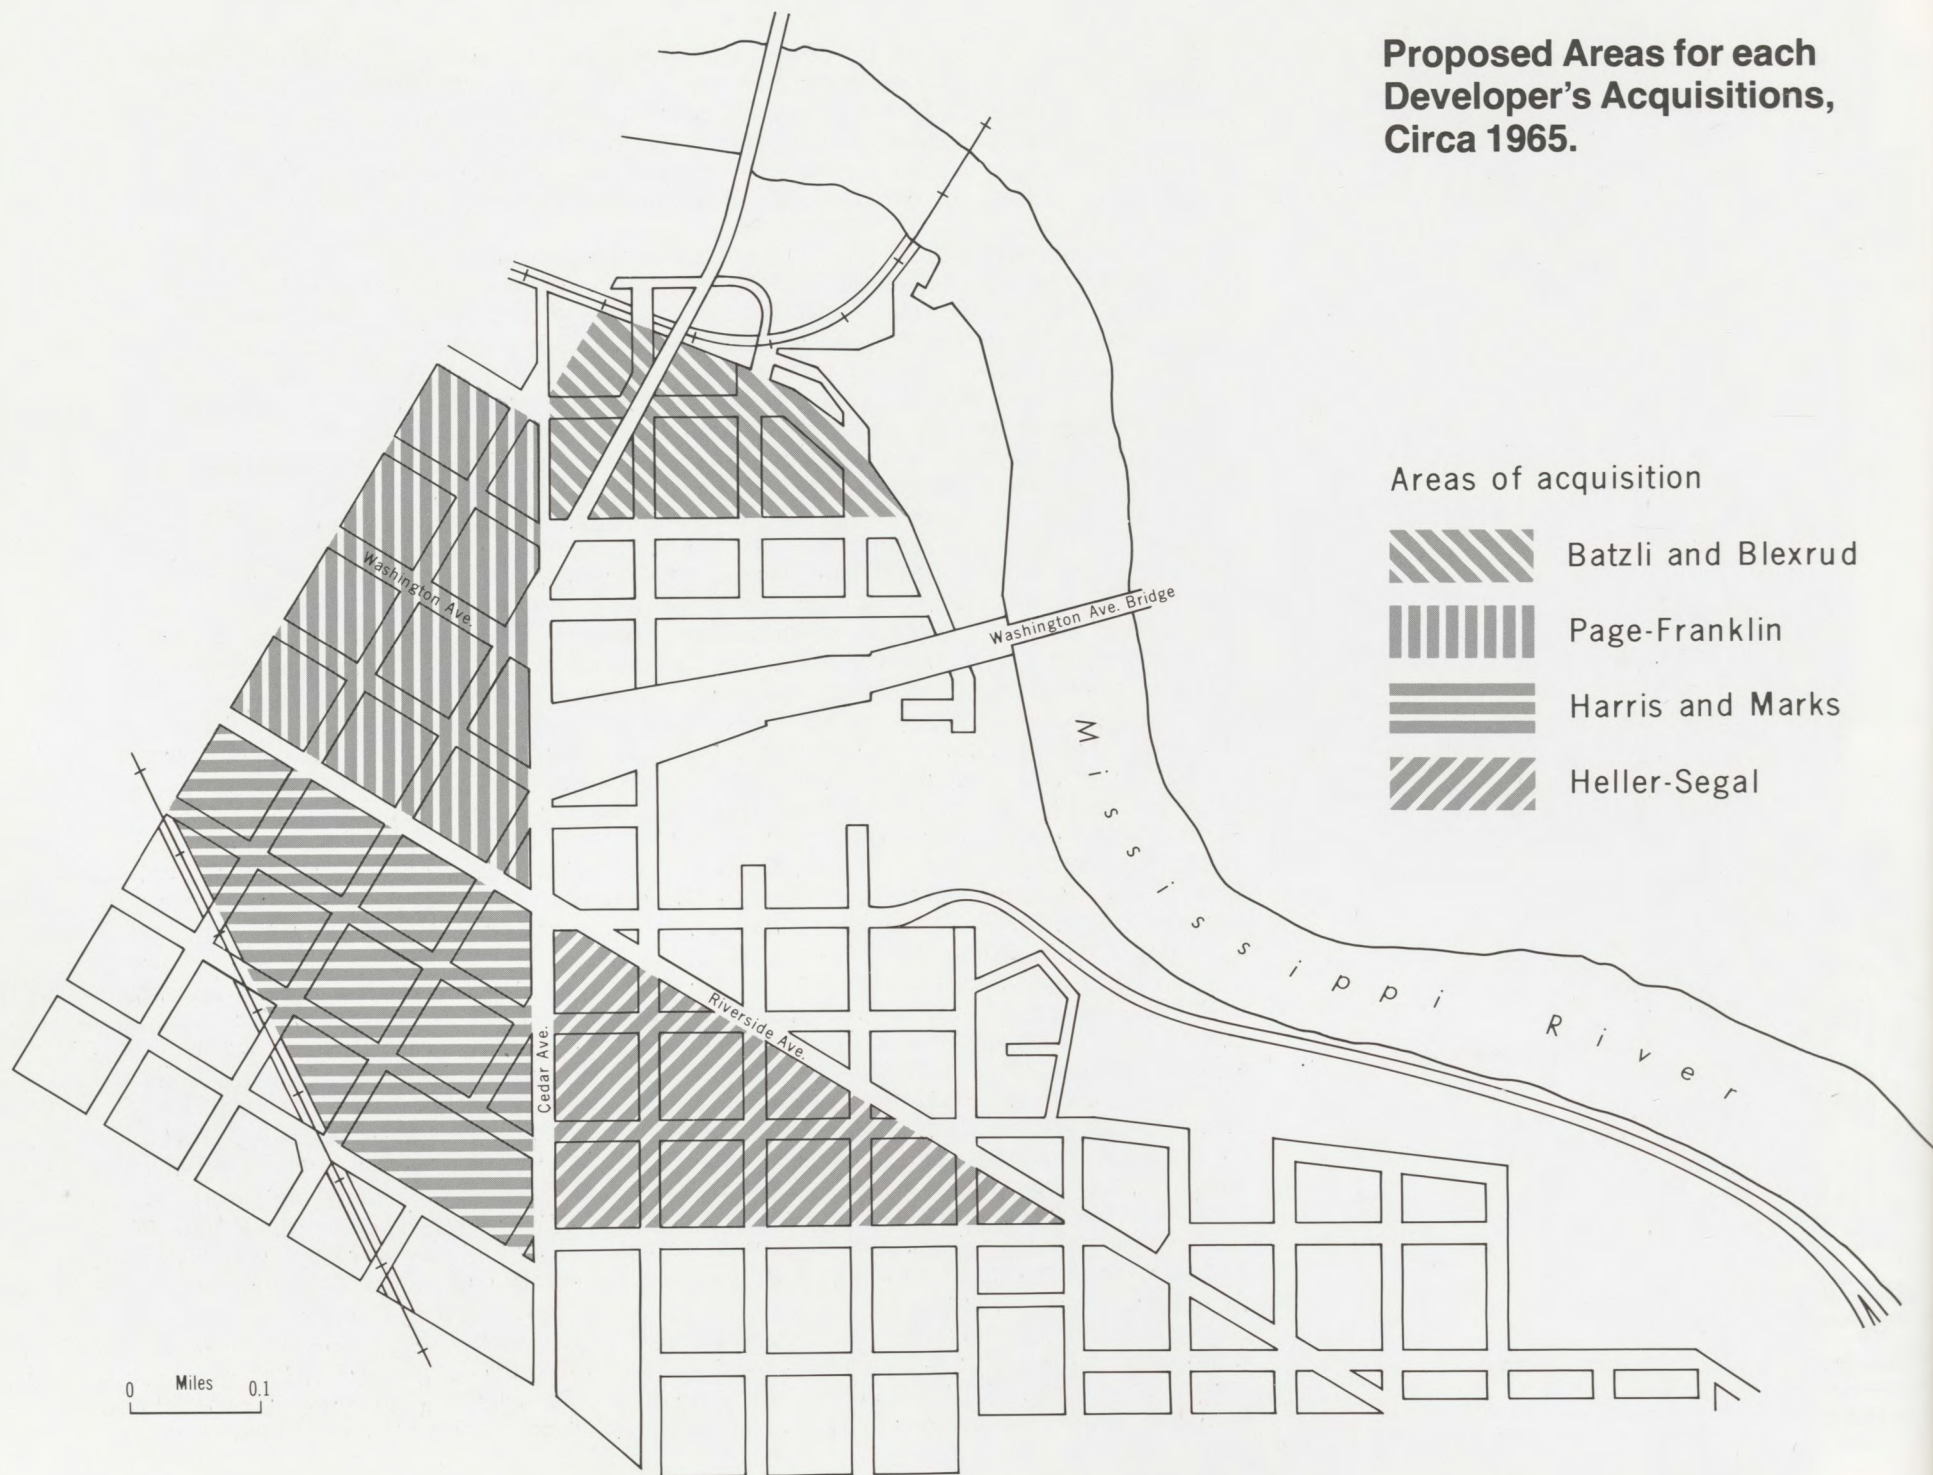 Proposed Areas for each
Developer's Acquisitions,
Circa 1965.
Areas of acquisition
Batzli and Blexrud
Page-Franklin
Harris and Marks
Heller-Segal
Washington Ave.
Washington Ave. Bridge
Mississippi River
Riverside Ave.
Cedar Ave.
0 Miles 0.1